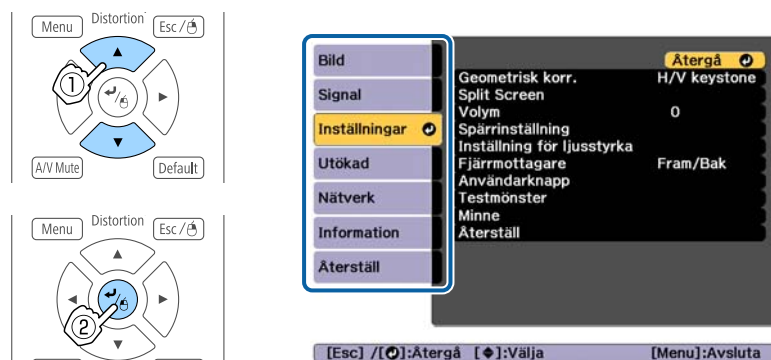 Menu
Distortion
Esc /
①
A/V Mute
Default
Menu
Distortion
Esc /
②
Bild
Signal
Inställningar
Utökad
Nätverk
Information
Återställ
Återgå
Geometrisk korr. H/V keystone
Split Screen
Volym 0
Spärrinställning
Inställning för ljusstyrka
Fjärrmottagare Fram/Bak
Användarknapp
Testmönster
Minne
Återställ
[Esc] /[ ]:Återgå [ ]:Välja [Menu]:Avsluta